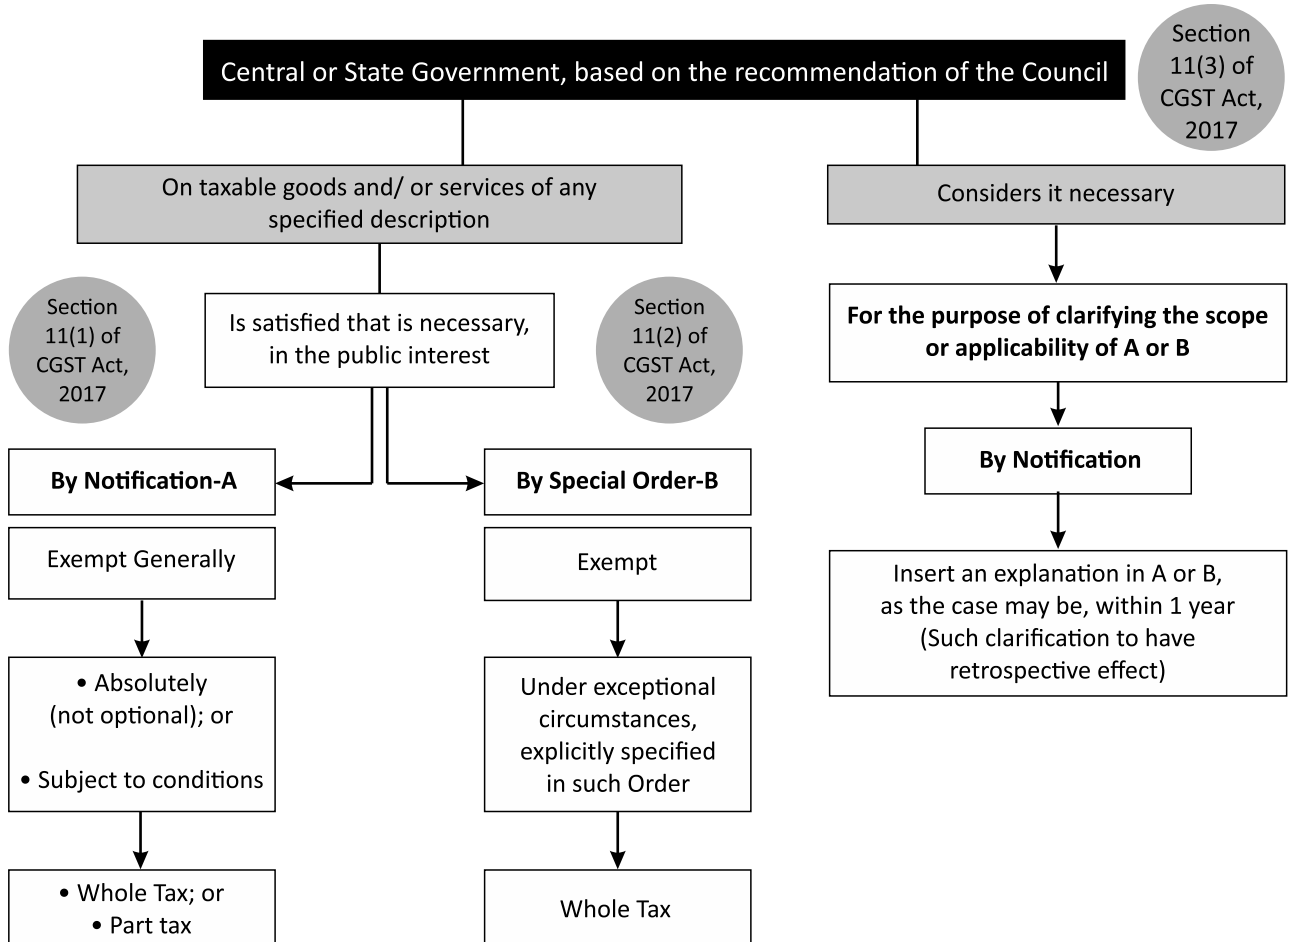 Central or State Government, based on the recommendation of the Council
Section
11(3) of
CGST Act,
2017
On taxable goods and/ or services of any
specified description
Considers it necessary
Section
11(1) of
CGST Act,
2017
Is satisfied that is necessary,
in the public interest
Section
11(2) of
CGST Act,
2017
For the purpose of clarifying the scope
or applicability of A or B
By Notification-A
By Special Order-B
By Notification
Exempt Generally
Exempt
Insert an explanation in A or B,
as the case may be, within 1 year
(Such clarification to have
retrospective effect)
• Absolutely
(not optional); or
• Subject to conditions
Under exceptional
circumstances,
explicitly specified
in such Order
• Whole Tax; or
• Part tax
Whole Tax